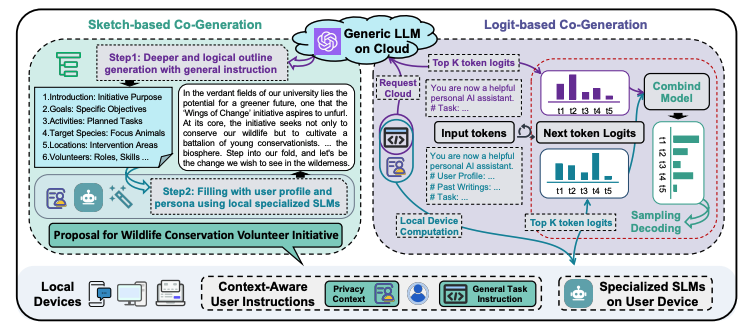 Sketch-based Co-Generation
Generic LLM
on Cloud
Logit-based Co-Generation
Step1: Deeper and logical outline
generation with general instruction
1.Introduction: Initiative Purpose
2.Goals: Specific Objectives
3.Activities: Planned Tasks
4.Target Species: Focus Animals
5.Locations: Intervention Areas
6.Volunteers: Roles, Skills ...
In the verdant fields of our university lies the
potential for a greener future, one that the
'Wings of Change' initiative aspires to unfurl.
At its core, the initiative seeks not only to
conserve our wildlife but to cultivate a
battalion of young conservationists. ... the
biosphere. Step into our fold, and let's be
the change we wish to see in the wilderness.
Step2: Filling with user profile and
persona using local specialized SLMs
Proposal for Wildlife Conservation Volunteer Initiative
Request
Cloud
Top K token logits
You are now a helpful
personal AI assistant.
# Task: ...
Input tokens
Next token Logits
You are now a helpful
personal AI assistant.
# User Profile: ...
# Past Writings: ...
# Task: ...
Local Device
Computation
Top K token logits
t1 t2 t3 t4 t5
t1 t2 t3 t4 t5
Combind
Model
t1
t2
t3
t4
t5
Sampling
Decoding
Local
Devices
Context-Aware
User Instructions
Privacy
Context
General Task
Instruction
Specialized SLMs
on User Device